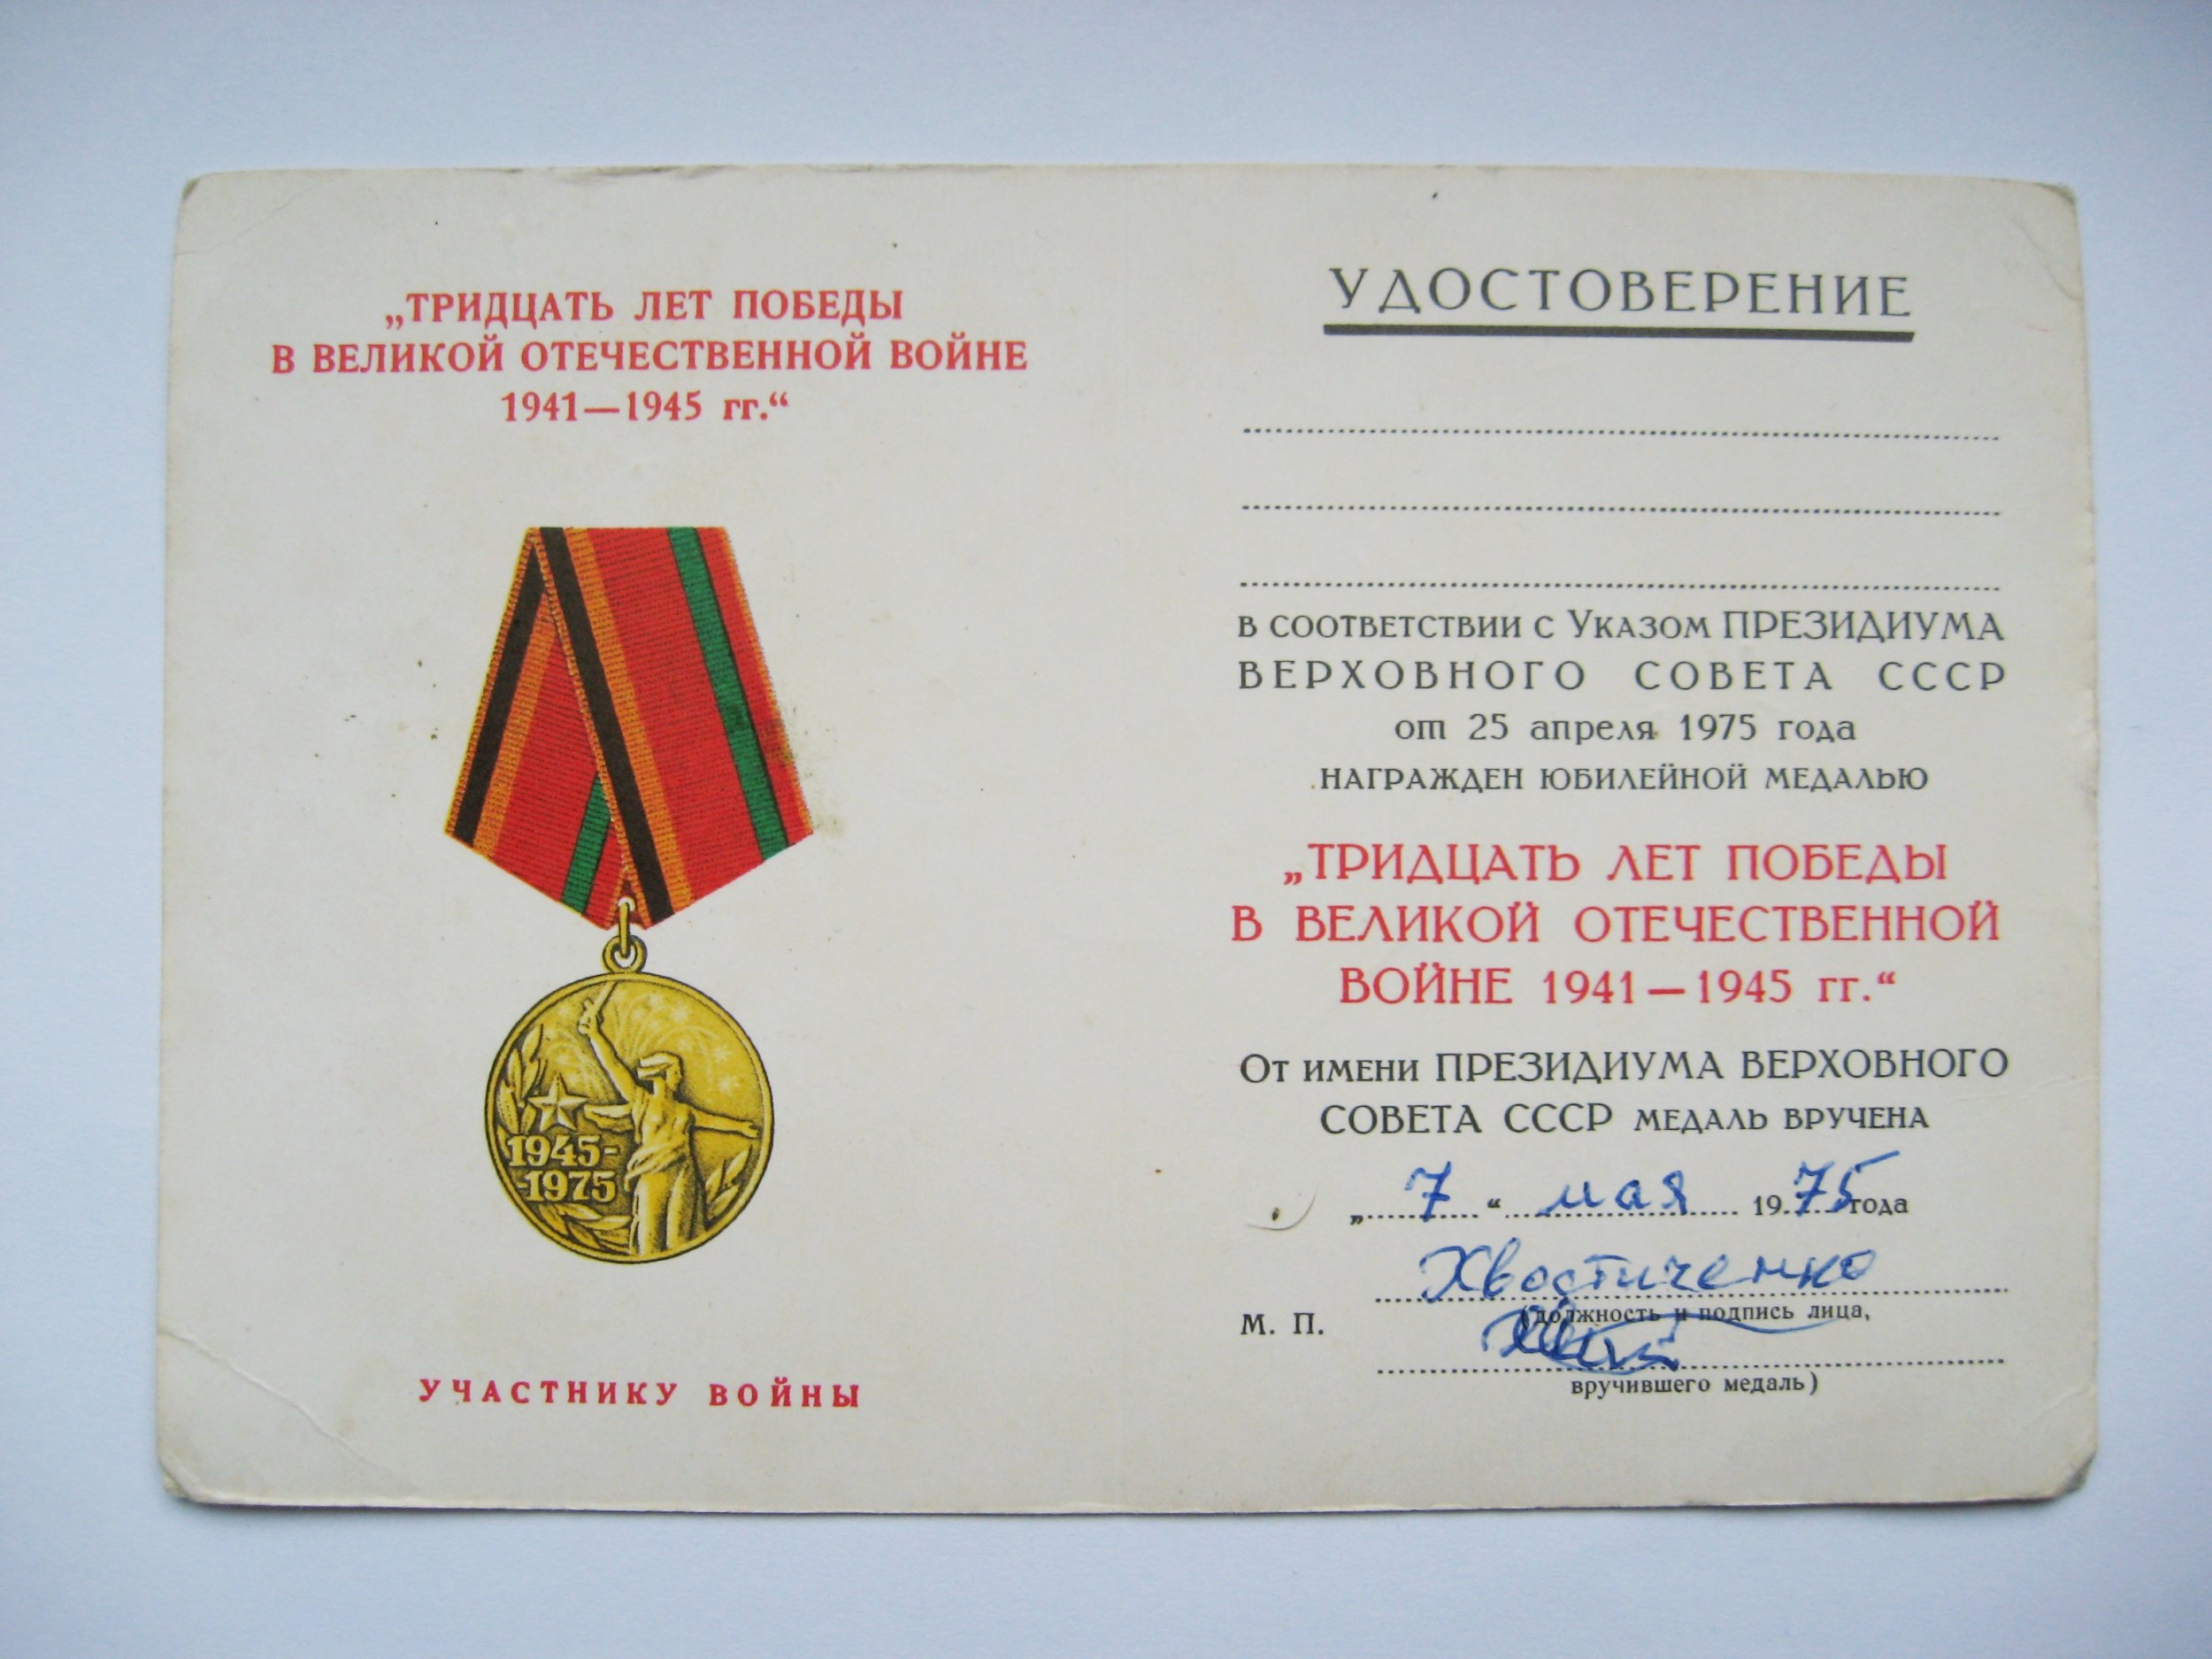 „ТРИДЦАТЬ ЛЕТ ПОБЕДЫ
В ВЕЛИКОЙ ОТЕЧЕСТВЕННОЙ ВОЙНЕ
1941—1945 гг.“
1945-
-1975
УЧАСТНИКУ ВОЙНЫ
УДОСТОВЕРЕНИЕ
в соответствии с Указом ПРЕЗИДИУМА
ВЕРХОВНОГО СОВЕТА СССР
от 25 апреля 1975 года
НАГРАЖДЕН ЮБИЛЕЙНОЙ МЕДАЛЬЮ
„ТРИДЦАТЬ ЛЕТ ПОБЕДЫ
В ВЕЛИКОЙ ОТЕЧЕСТВЕННОЙ
ВОЙНЕ 1941—1945 гг.“
От имени ПРЕЗИДИУМА ВЕРХОВНОГО
СОВЕТА СССР МЕДАЛЬ ВРУЧЕНА
„7“ мая 1975 года
Хвостиченко
М. П. (должность и подпись лица,
вручившего медаль)